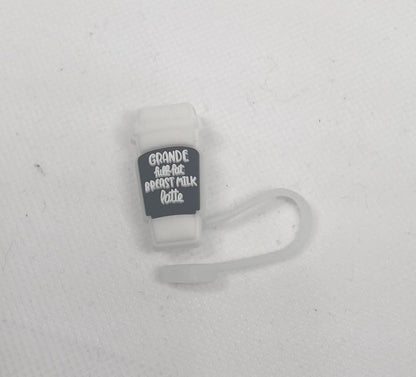 GRANDE
full fat
BREAST MILK
latte